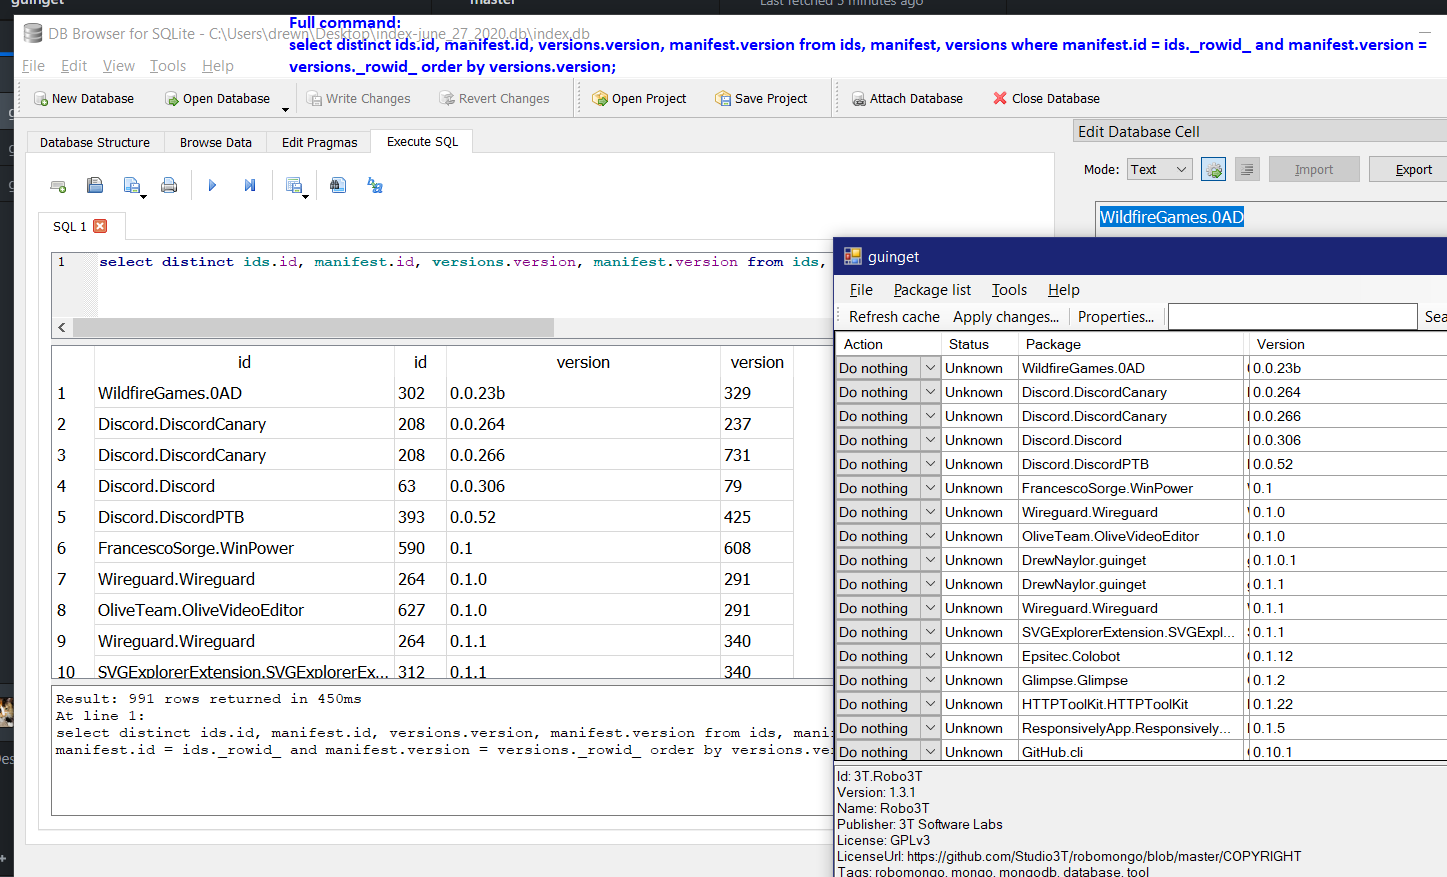 guinget
master
Last fetched 5 minutes ago
Full command:
select distinct ids.id, manifest.id, versions.version, manifest.version from ids, manifest, versions where manifest.id = ids._rowid_ and manifest.version =
versions._rowid_ order by versions.version;
DB Browser for SQLite - C:\Users\drewn\Desktop\index-june_27_2020.db\index.db
File Edit View Tools Help
New Database Open Database Write Changes Revert Changes Open Project Save Project Attach Database Close Database
Database Structure Browse Data Edit Pragmas Execute SQL
SQL 1
1 select distinct ids.id, manifest.id, versions.version, manifest.version from ids,
id id version version
1 WildfireGames.0AD 302 0.0.23b 329
2 Discord.DiscordCanary 208 0.0.264 237
3 Discord.DiscordCanary 208 0.0.266 731
4 Discord.Discord 63 0.0.306 79
5 Discord.DiscordPTB 393 0.0.52 425
6 FrancescoSorge.WinPower 590 0.1 608
7 Wireguard.Wireguard 264 0.1.0 291
8 OliveTeam.OliveVideoEditor 627 0.1.0 291
9 Wireguard.Wireguard 264 0.1.1 340
10 SVGExplorerExtension.SVGExplorerEx... 312 0.1.1 340
Result: 991 rows returned in 450ms
At line 1:
select distinct ids.id, manifest.id, versions.version, manifest.version from ids, mani
manifest.id = ids._rowid_ and manifest.version = versions._rowid_ order by versions.ve
Edit Database Cell
Mode: Text Import Export
WildfireGames.0AD
guinget
File Package list Tools Help
Refresh cache Apply changes... Properties... Sea
Action Status Package Version
Do nothing Unknown WildfireGames.0AD 0.0.23b
Do nothing Unknown Discord.DiscordCanary 0.0.264
Do nothing Unknown Discord.DiscordCanary 0.0.266
Do nothing Unknown Discord.Discord 0.0.306
Do nothing Unknown Discord.DiscordPTB 0.0.52
Do nothing Unknown FrancescoSorge.WinPower 0.1
Do nothing Unknown Wireguard.Wireguard 0.1.0
Do nothing Unknown OliveTeam.OliveVideoEditor 0.1.0
Do nothing Unknown DrewNaylor.guinget 0.1.0.1
Do nothing Unknown DrewNaylor.guinget 0.1.1
Do nothing Unknown Wireguard.Wireguard 0.1.1
Do nothing Unknown SVGExplorerExtension.SVGExpl... 0.1.1
Do nothing Unknown Epsitec.Colobot 0.1.12
Do nothing Unknown Glimpse.Glimpse 0.1.2
Do nothing Unknown HTTPToolKit.HTTPToolKit 0.1.22
Do nothing Unknown ResponsivelyApp.Responsively... 0.1.5
Do nothing Unknown GitHub.cli 0.10.1
Id: 3T.Robo3T
Version: 1.3.1
Name: Robo3T
Publisher: 3T Software Labs
License: GPLv3
LicenseUrl: https://github.com/Studio3T/robomongo/blob/master/COPYRIGHT
Tags: robomongo, mongo, mongodb, database, tool